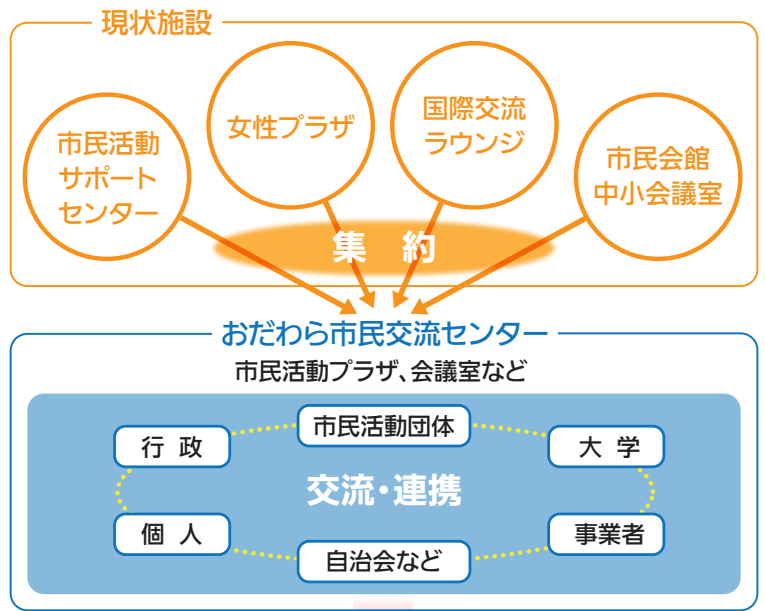 現状施設
市民活動
サポート
センター
女性プラザ
国際交流
ラウンジ
市民会館
中小会議室
集 約
おだわら市民交流センター
市民活動プラザ、会議室など
市民活動団体
行 政
大 学
交流・連携
個 人
事業者
自治会など